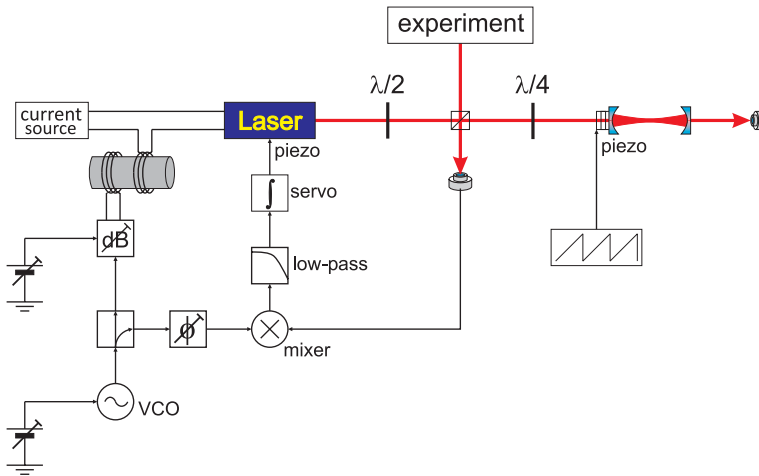 experiment
λ/2
λ/4
current
source
Laser
piezo
piezo
∫
servo
dB
low-pass
ϕ
mixer
VCO